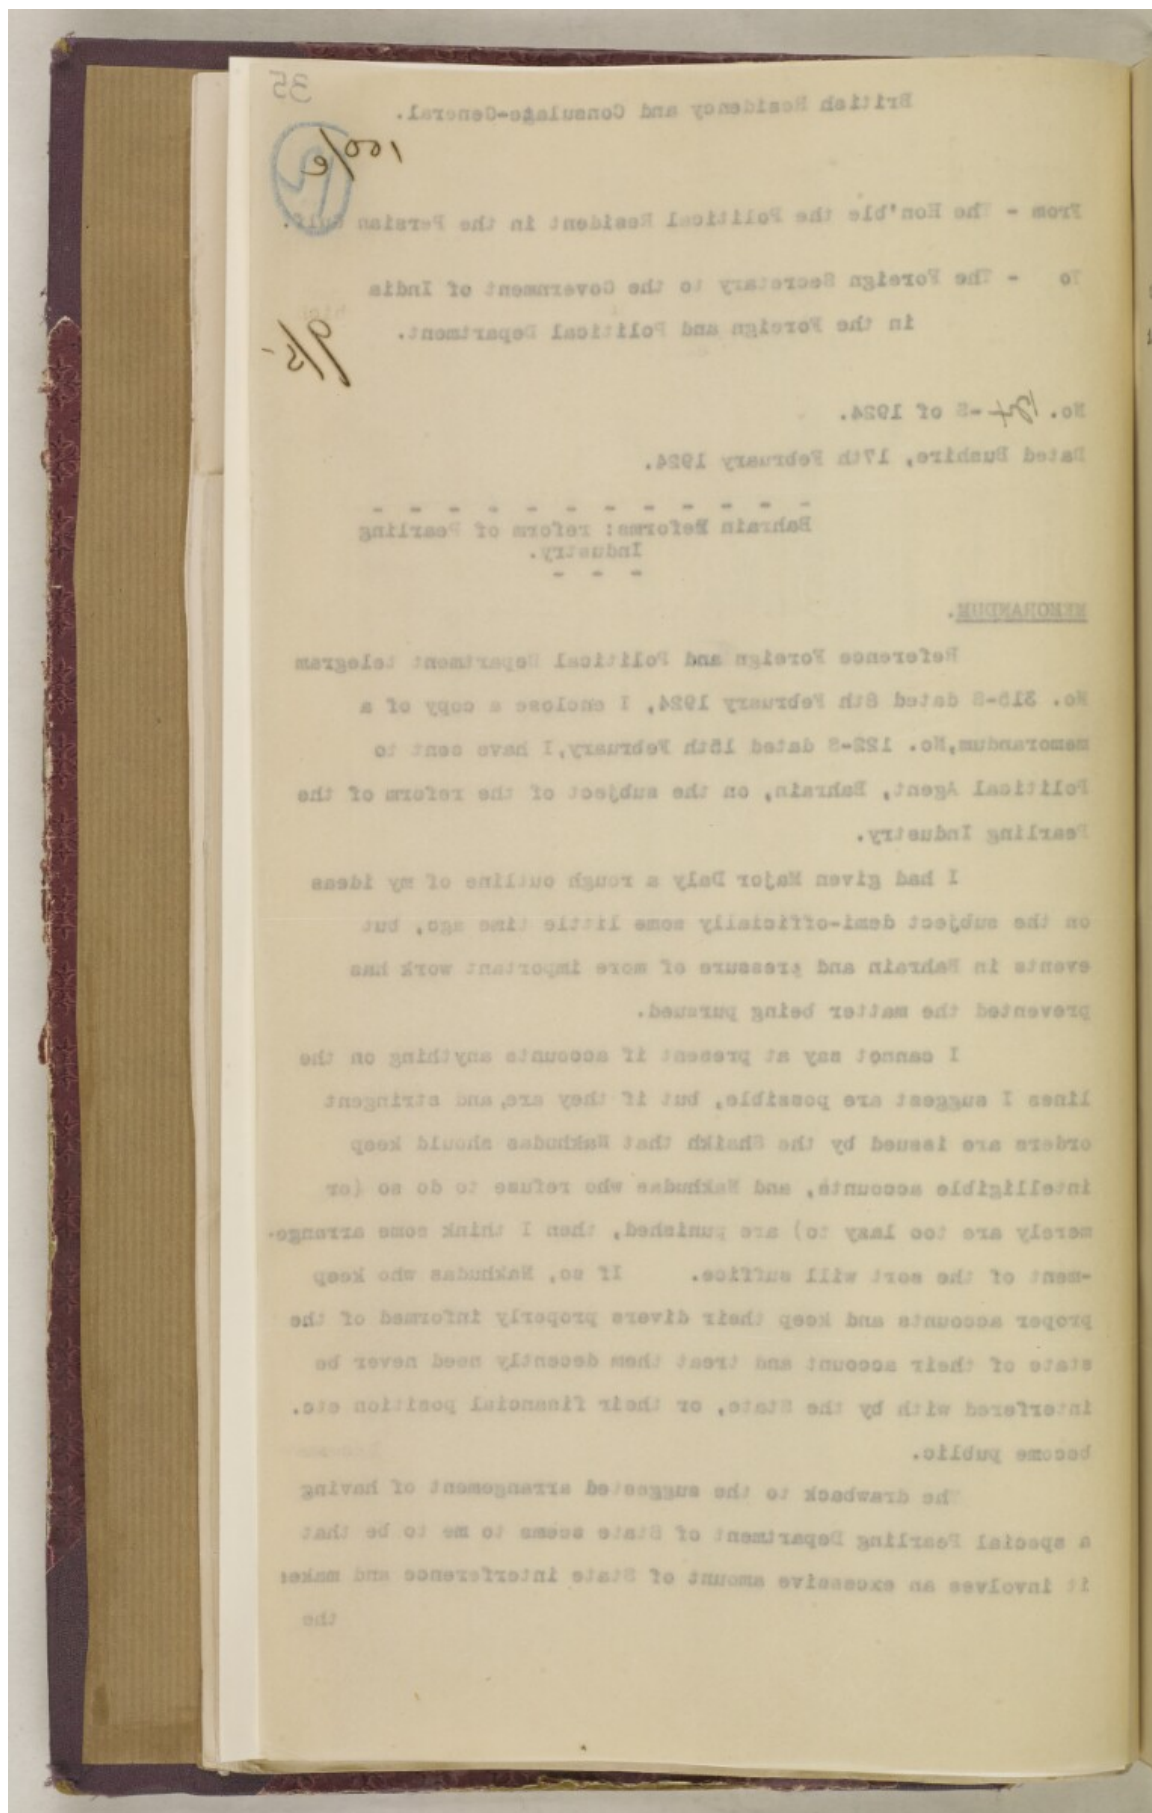 35
British Residency and Consulate-General.
100/e
From - The Hon'ble the Political Resident in the Persian Gulf.
To - The Foreign Secretary to the Government of India
in the Foreign and Political Department.
9/5
No. 124-S of 1924.
Dated Bushire, 17th February 1924.
- - - - - - - - - - - -
Bahrain Reforms: reform of Pearling
Industry.
- - -
MEMORANDUM.
Reference Foreign and Political Department telegram
No. 315-S dated 8th February 1924, I enclose a copy of a
memorandum,No. 122-S dated 15th February,I have sent to
Political Agent, Bahrain, on the subject of the reform of the
Pearling Industry.
I had given Major Daly a rough outline of my ideas
on the subject demi-officially some little time ago, but
events in Bahrain and pressure of more important work has
prevented the matter being pursued.
I cannot say at present if accounts anything on the
lines I suggest are possible, but if they are, and stringent
orders are issued by the Shaikh that Nakhudas should keep
intelligible accounts, and Nakhudas who refuse to do so (or
merely are too lazy to) are punished, then I think some arrange-
-ment of the sort will suffice. If so, Nakhudas who keep
proper accounts and keep their divers properly informed of the
state of their account and treat them decently need never be
interfered with by the State, or their financial position etc.
become public.
The drawback to the suggested arrangement of having
a special Pearling Department of State seems to me to be that
it involves an excessive amount of State interference and makes
the